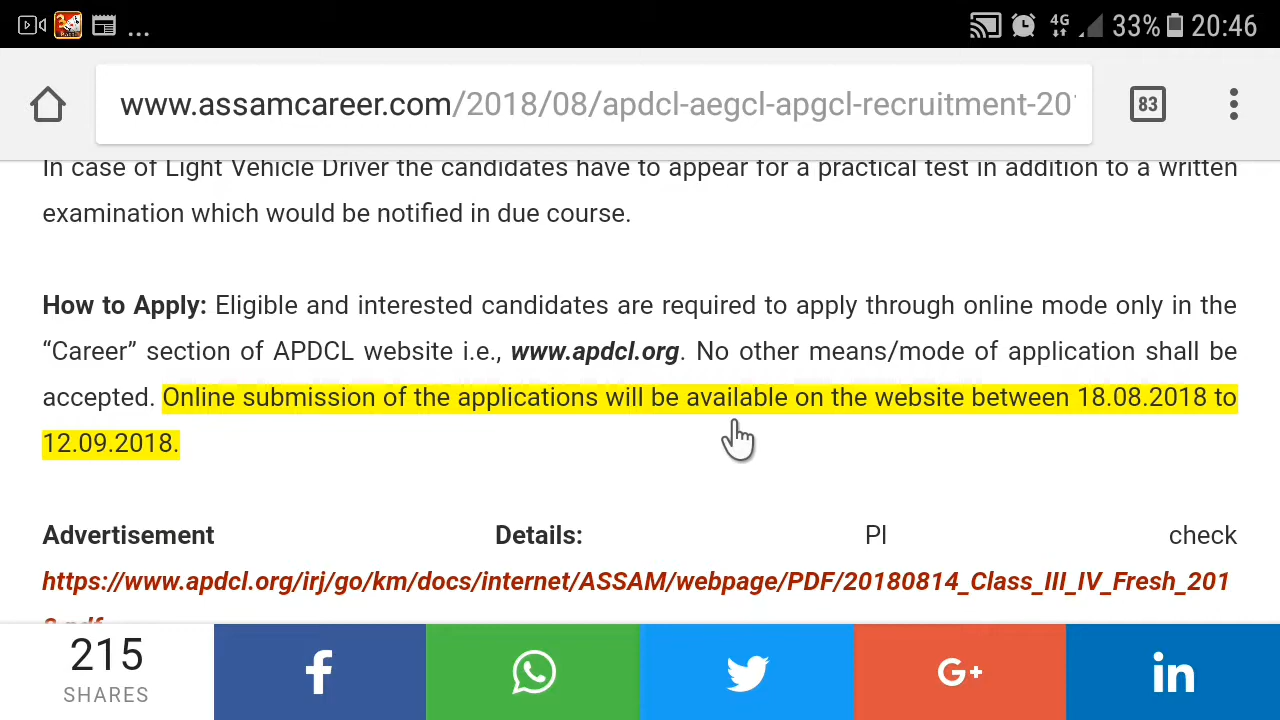 ... 4G 33% 20:46
www.assamcareer.com/2018/08/apdcl-aegcl-apgcl-recruitment-201 83
In case of Light Vehicle Driver the candidates have to appear for a practical test in addition to a written
examination which would be notified in due course.
How to Apply: Eligible and interested candidates are required to apply through online mode only in the
“Career” section of APDCL website i.e., www.apdcl.org. No other means/mode of application shall be
accepted. Online submission of the applications will be available on the website between 18.08.2018 to
12.09.2018.
Advertisement Details: Pl check
https://www.apdcl.org/irj/go/km/docs/internet/ASSAM/webpage/PDF/20180814_Class_III_IV_Fresh_201
8.pdf
215
SHARES
f
G+
in